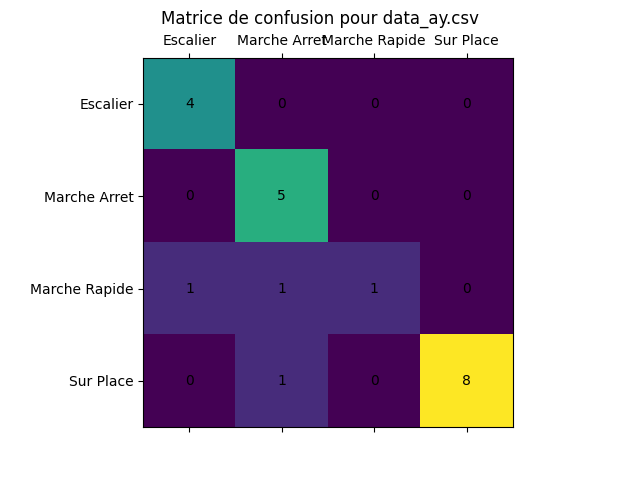 Matrice de confusion pour data_ay.csv
Escalier Marche Arret Marche Rapide Sur Place
Escalier 4 0 0 0
Marche Arret 0 5 0 0
Marche Rapide 1 1 1 0
Sur Place 0 1 0 8